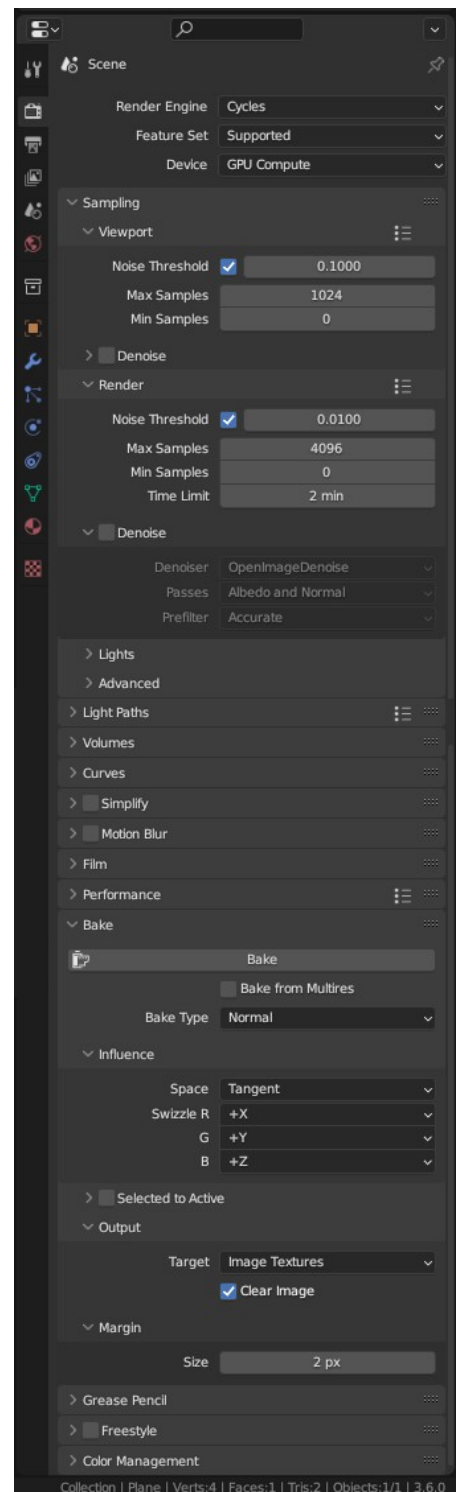 Scene
Render Engine Cycles
Feature Set Supported
Device GPU Compute
Sampling
Viewport
Noise Threshold 0.1000
Max Samples 1024
Min Samples 0
Denoise
Render
Noise Threshold 0.0100
Max Samples 4096
Min Samples 0
Time Limit 2 min
Denoise
Denoiser OpenImageDenoise
Passes Albedo and Normal
Prefilter Accurate
Lights
Advanced
Light Paths
Volumes
Curves
Simplify
Motion Blur
Film
Performance
Bake
Bake
Bake from Multires
Bake Type Normal
Influence
Space Tangent
Swizzle R +X
G +Y
B +Z
Selected to Active
Output
Target Image Textures
Clear Image
Margin
Size 2 px
Grease Pencil
Freestyle
Color Management
Collection | Plane | Verts:4 | Faces:1 | Tris:2 | Objects:1/1 | 3.6.0